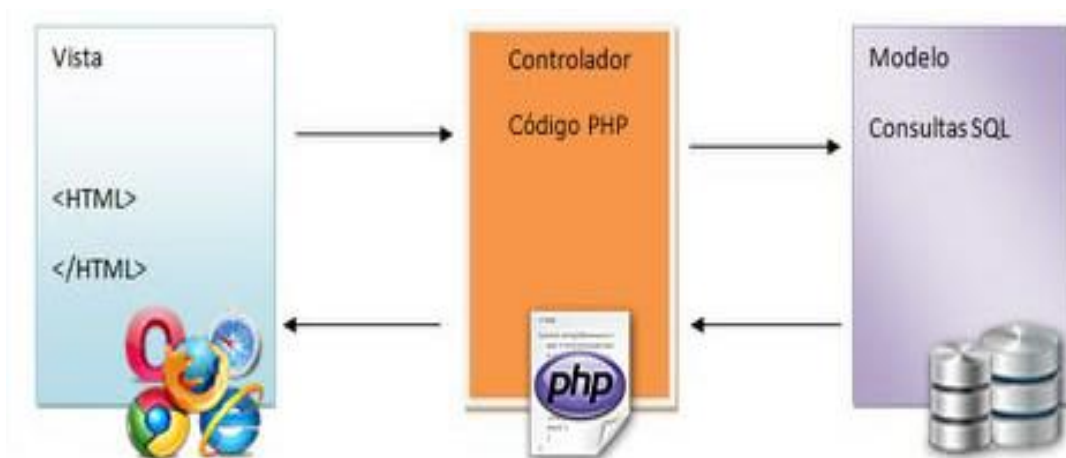 Vista
<HTML>
</HTML>
Controlador
Código PHP
php
Modelo
Consultas SQL